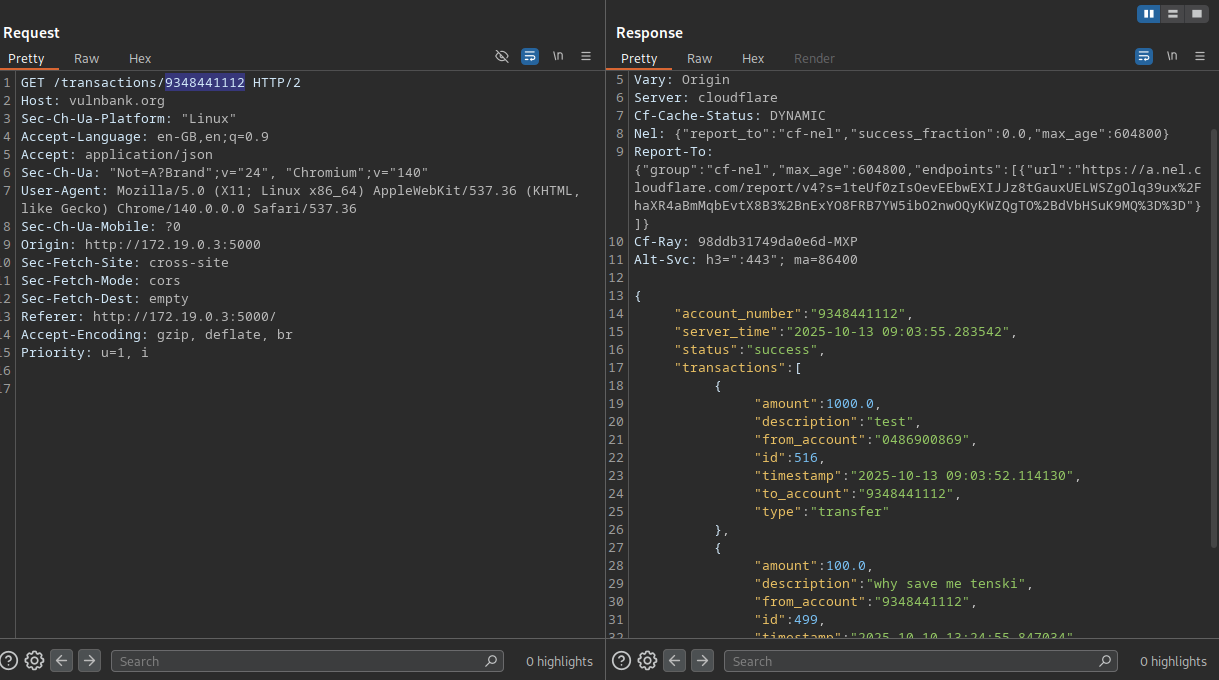 Request
Pretty Raw Hex \n
1 GET /transactions/9348441112 HTTP/2
2 Host: vulnbank.org
3 Sec-Ch-Ua-Platform: "Linux"
4 Accept-Language: en-GB,en;q=0.9
5 Accept: application/json
6 Sec-Ch-Ua: "Not=A?Brand";v="24", "Chromium";v="140"
7 User-Agent: Mozilla/5.0 (X11; Linux x86_64) AppleWebKit/537.36 (KHTML,
like Gecko) Chrome/140.0.0.0 Safari/537.36
8 Sec-Ch-Ua-Mobile: ?0
9 Origin: http://172.19.0.3:5000
0 Sec-Fetch-Site: cross-site
1 Sec-Fetch-Mode: cors
2 Sec-Fetch-Dest: empty
3 Referer: http://172.19.0.3:5000/
4 Accept-Encoding: gzip, deflate, br
5 Priority: u=1, i
6
7
Search 0 highlights
Response
Pretty Raw Hex Render \n
5 Vary: Origin
6 Server: cloudflare
7 Cf-Cache-Status: DYNAMIC
8 Nel: {"report_to":"cf-nel","success_fraction":0.0,"max_age":604800}
9 Report-To:
{"group":"cf-nel","max_age":604800,"endpoints":[{"url":"https://a.nel.c
loudflare.com/report/v4?s=1teUf0zIsOevEEbwEXIJJz8tGauxUELWSZgOlq39ux%2F
haXR4aBmMqbEvtX8B3%2BnExYO8FRB7YW5ibO2nwOQyKWZQgTO%2BdVbHSuK9MQ%3D%3D"}
]}
10 Cf-Ray: 98ddb31749da0e6d-MXP
11 Alt-Svc: h3=":443"; ma=86400
12
13 {
14 "account_number":"9348441112",
15 "server_time":"2025-10-13 09:03:55.283542",
16 "status":"success",
17 "transactions":[
18 {
19 "amount":1000.0,
20 "description":"test",
21 "from_account":"0486900869",
22 "id":516,
23 "timestamp":"2025-10-13 09:03:52.114130",
24 "to_account":"9348441112",
25 "type":"transfer"
26 },
27 {
28 "amount":100.0,
29 "description":"why save me tenski",
30 "from_account":"9348441112",
31 "id":499,
32 "timestamp":"2025-10-10 13:24:55.847034"
Search 0 highlights